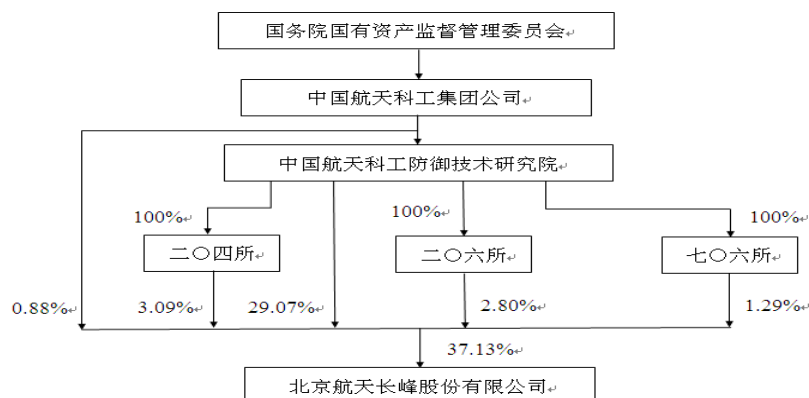 国务院国有资产监督管理委员会↵
中国航天科工集团公司↵
中国航天科工防御技术研究院↵
100%↵ 100%↵ 100%↵
二〇四所↵ 二〇六所↵ 七〇六所↵
0.88%↵ 3.09%↵ 29.07%↵ 2.80%↵ 1.29%↵
37.13%↵
北京航天长峰股份有限公司↵